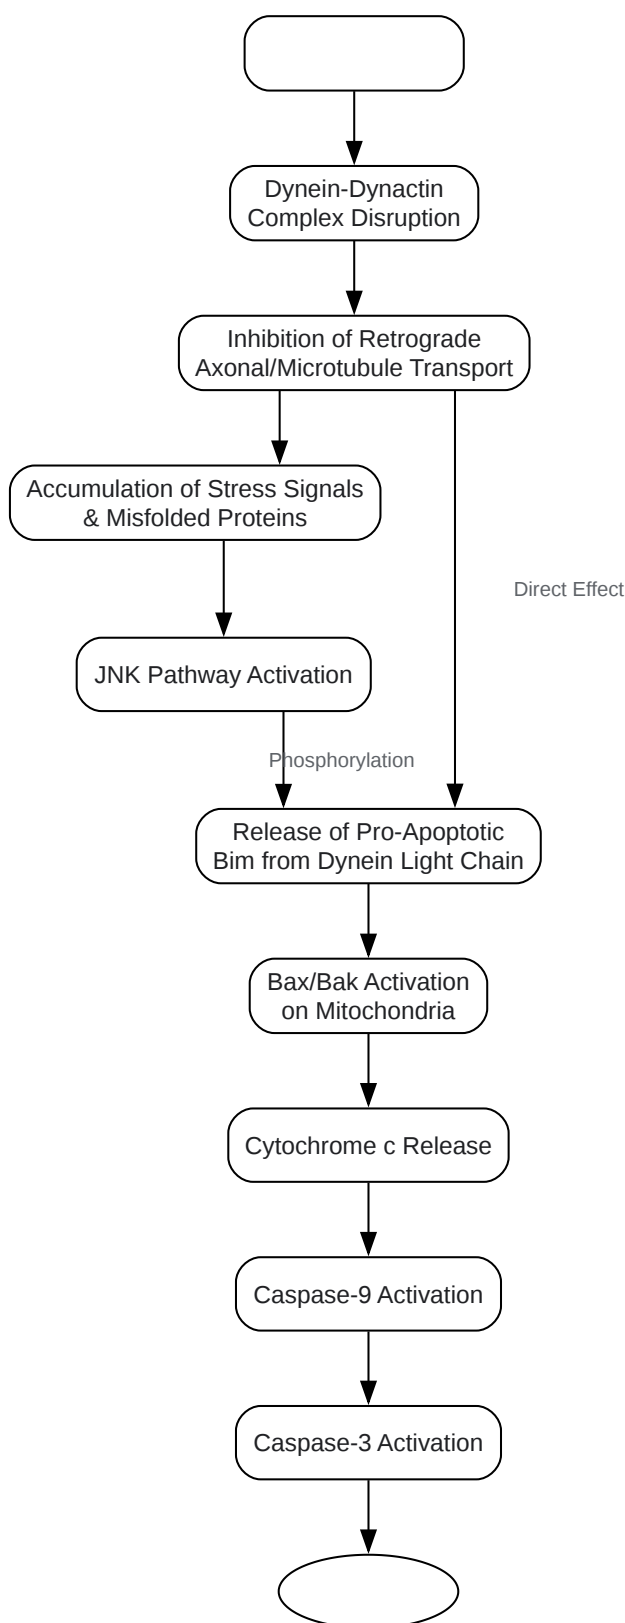 Dynein-Dynactin
Complex Disruption
Inhibition of Retrograde
Axonal/Microtubule Transport
Accumulation of Stress Signals
& Misfolded Proteins
Direct Effect
JNK Pathway Activation
Phosphorylation
Release of Pro-Apoptotic
Bim from Dynein Light Chain
Bax/Bak Activation
on Mitochondria
Cytochrome c Release
Caspase-9 Activation
Caspase-3 Activation